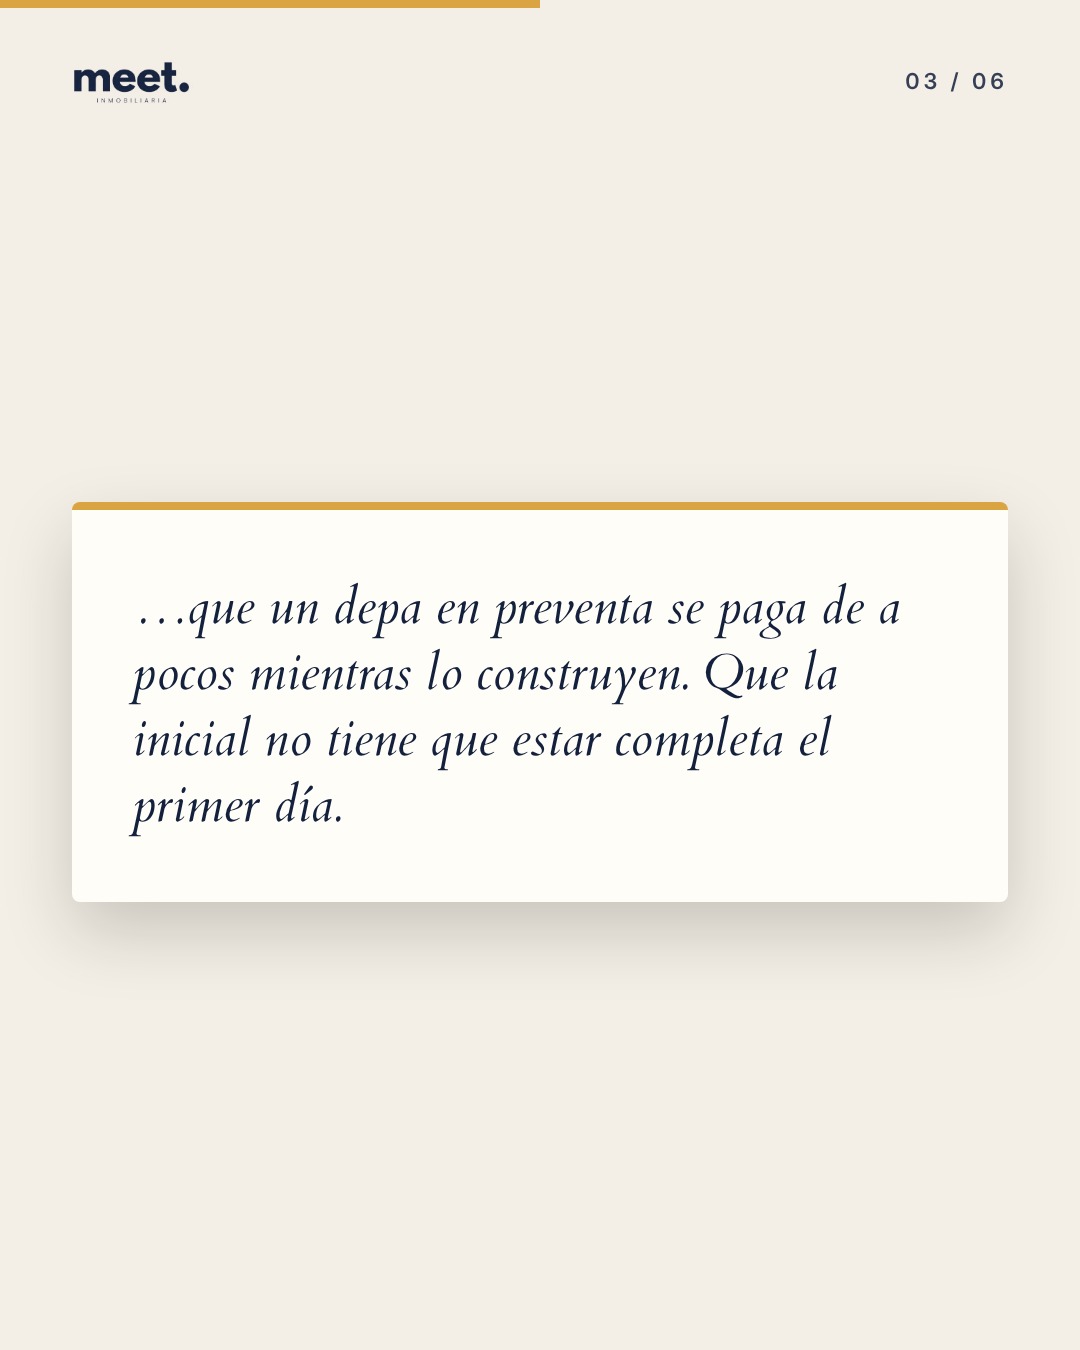 meet.
INMOBILIARIA
03 / 06
...que un depa en preventa se paga de a
pocos mientras lo construyen. Que la
inicial no tiene que estar completa el
primer día.